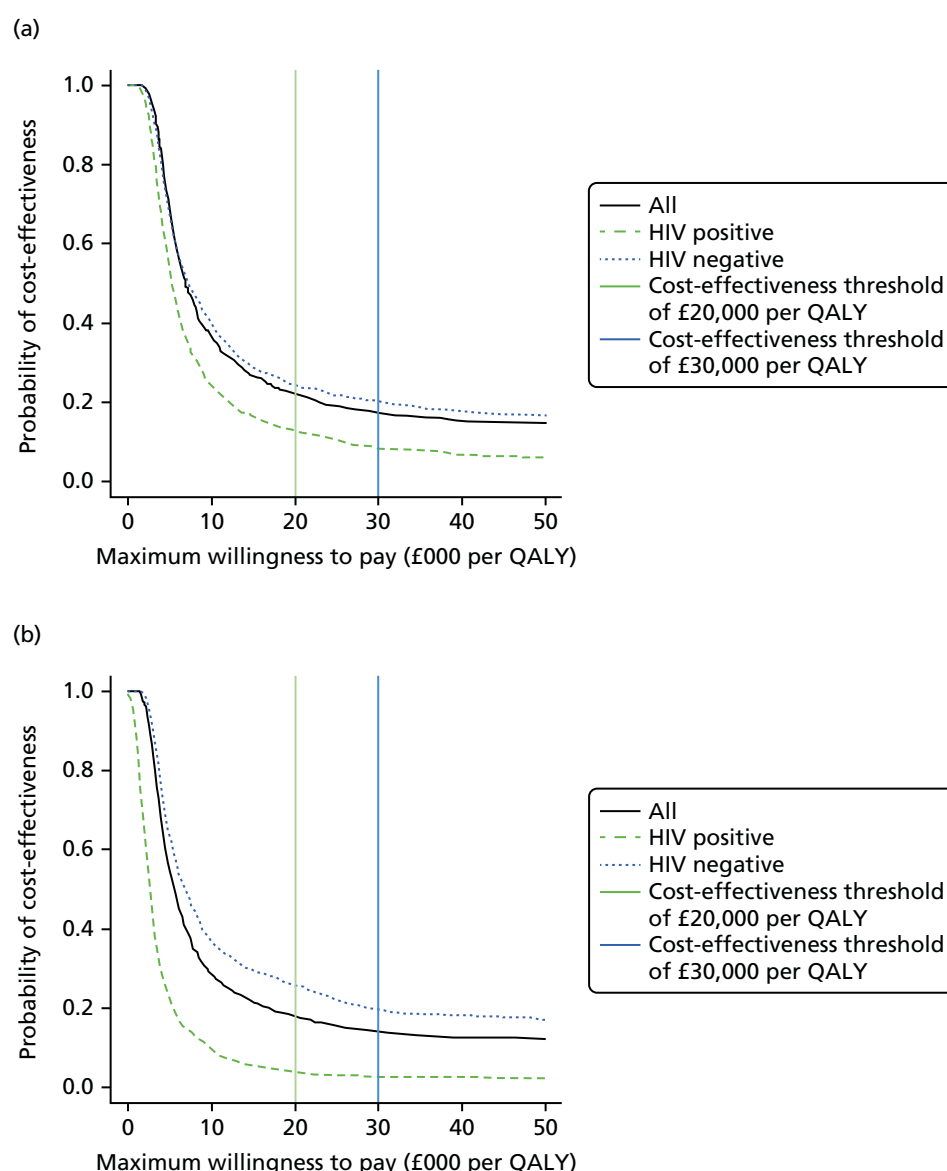 (a)
Probability of cost-effectiveness
1.0
0.8
0.6
0.4
0.2
0.0
0
10
20
30
40
50
Maximum willingness to pay (£000 per QALY)
All
HIV positive
HIV negative
Cost-effectiveness threshold
of £20,000 per QALY
Cost-effectiveness threshold
of £30,000 per QALY
(b)
Probability of cost-effectiveness
1.0
0.8
0.6
0.4
0.2
0.0
0
10
20
30
40
50
Maximum willingness to pay (£000 per QALY)
All
HIV positive
HIV negative
Cost-effectiveness threshold
of £20,000 per QALY
Cost-effectiveness threshold
of £30,000 per QALY